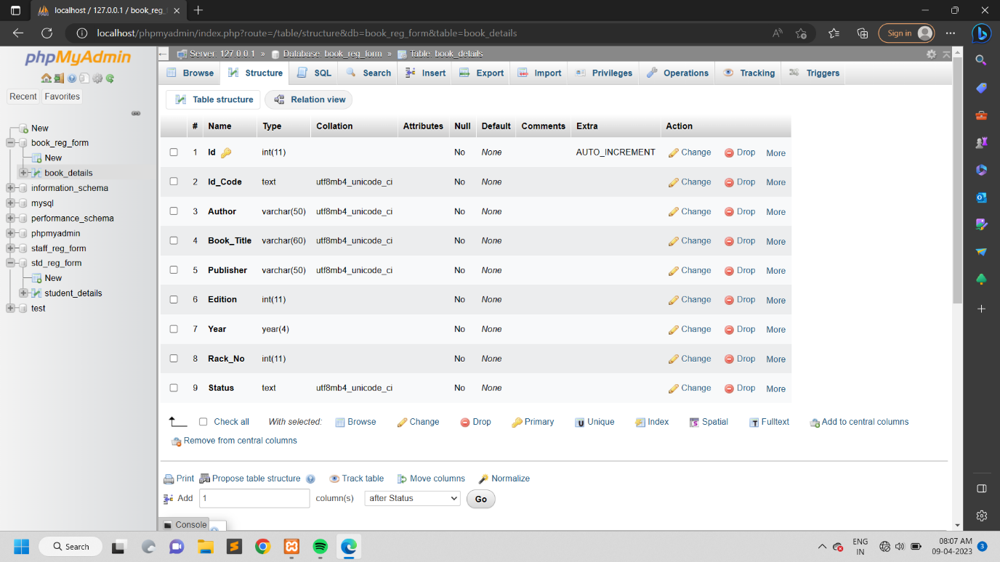 localhost / 127.0.0.1 / book_reg_
localhost/phpmyadmin/index.php?route=/table/structure&db=book_reg_form&table=book_details
Sign in
phpMyAdmin
Recent Favorites
New
book_reg_form
New
book_details
information_schema
mysql
performance_schema
phpmyadmin
staff_reg_form
std_reg_form
New
student_details
test
Server: 127.0.0.1 » Database: book_reg_form » Table: book_details
Browse Structure SQL Search Insert Export Import Privileges Operations Tracking Triggers
Table structure Relation view
# Name Type Collation Attributes Null Default Comments Extra Action
1 Id int(11) No None AUTO_INCREMENT Change Drop More
2 Id_Code text utf8mb4_unicode_ci No None Change Drop More
3 Author varchar(50) utf8mb4_unicode_ci No None Change Drop More
4 Book_Title varchar(60) utf8mb4_unicode_ci No None Change Drop More
5 Publisher varchar(50) utf8mb4_unicode_ci No None Change Drop More
6 Edition int(11) No None Change Drop More
7 Year year(4) No None Change Drop More
8 Rack_No int(11) No None Change Drop More
9 Status text utf8mb4_unicode_ci No None Change Drop More
Check all With selected: Browse Change Drop Primary Unique Index Spatial Fulltext Add to central columns
Remove from central columns
Print Propose table structure Track table Move columns Normalize
Add 1 column(s) after Status Go
Console
Search
ENG
IN
08:07 AM
09-04-2023
3